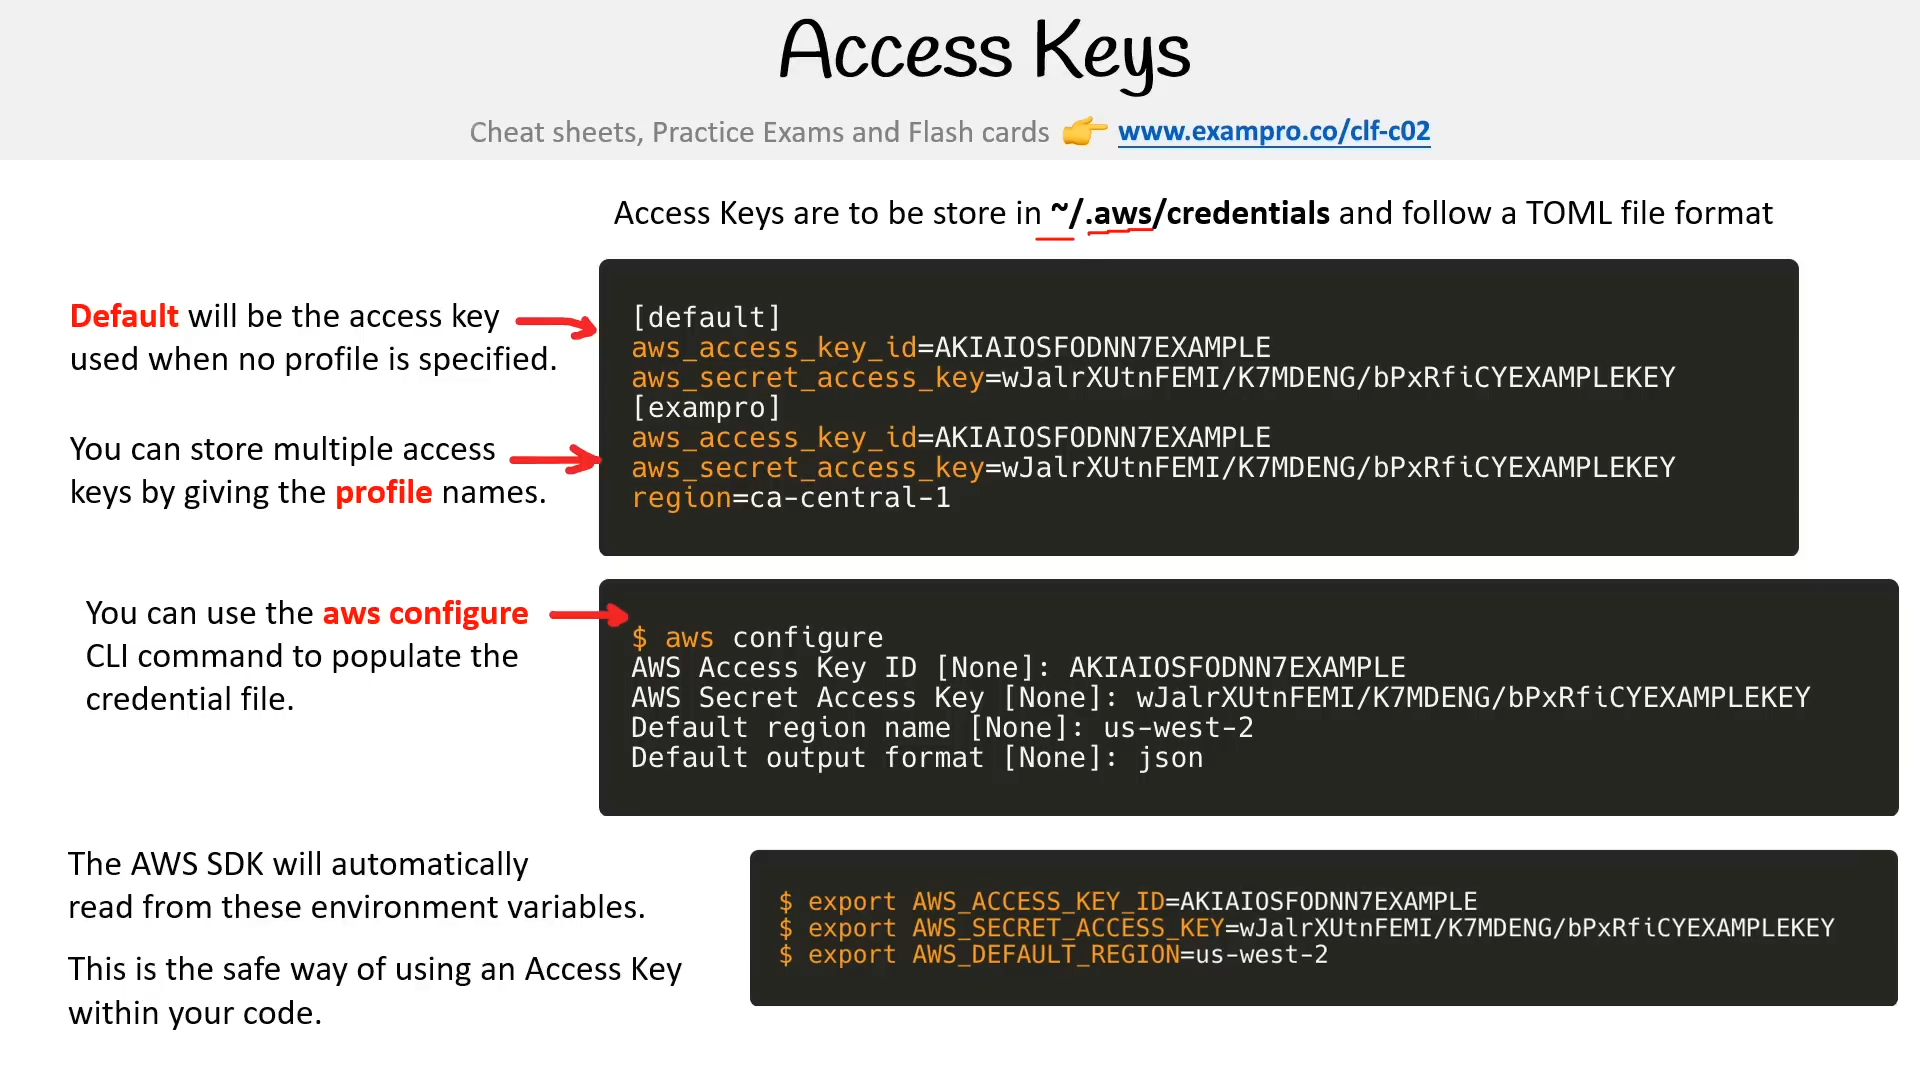 Access Keys
Cheat sheets, Practice Exams and Flash cards 👉 www.exampro.co/clf-c02
Access Keys are to be store in ~/.aws/credentials and follow a TOML file format
Default will be the access key
used when no profile is specified.
You can store multiple access
keys by giving the profile names.
[default]
aws_access_key_id=AKIAIOSFODNN7EXAMPLE
aws_secret_access_key=wJalrXUtnFEMI/K7MDENG/bPxRfiCYEXAMPLEKEY
[exampro]
aws_access_key_id=AKIAIOSFODNN7EXAMPLE
aws_secret_access_key=wJalrXUtnFEMI/K7MDENG/bPxRfiCYEXAMPLEKEY
region=ca-central-1
You can use the aws configure
CLI command to populate the
credential file.
$ aws configure
AWS Access Key ID [None]: AKIAIOSFODNN7EXAMPLE
AWS Secret Access Key [None]: wJalrXUtnFEMI/K7MDENG/bPxRfiCYEXAMPLEKEY
Default region name [None]: us-west-2
Default output format [None]: json
The AWS SDK will automatically
read from these environment variables.
This is the safe way of using an Access Key
within your code.
$ export AWS_ACCESS_KEY_ID=AKIAIOSFODNN7EXAMPLE
$ export AWS_SECRET_ACCESS_KEY=wJalrXUtnFEMI/K7MDENG/bPxRfiCYEXAMPLEKEY
$ export AWS_DEFAULT_REGION=us-west-2